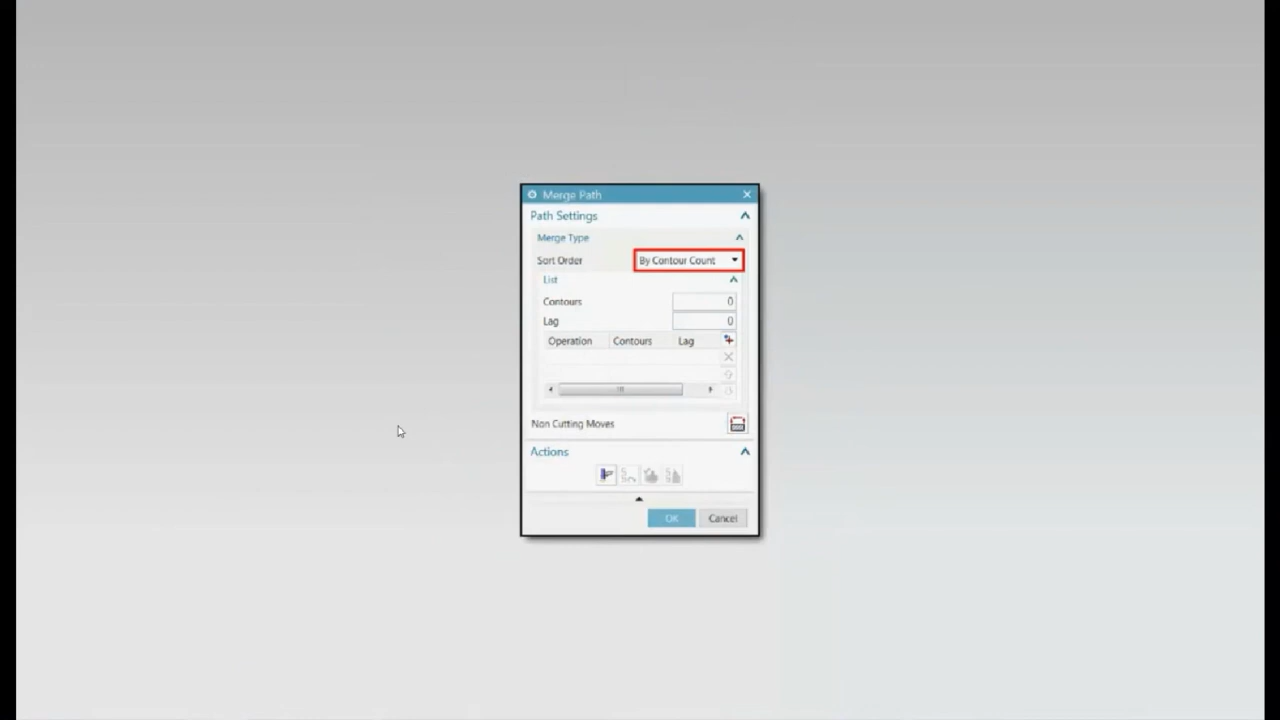 Merge Path
Path Settings
Merge Type
Sort Order By Contour Count
List
Contours 0
Lag 0
Operation Contours Lag
Non Cutting Moves
Actions
OK Cancel